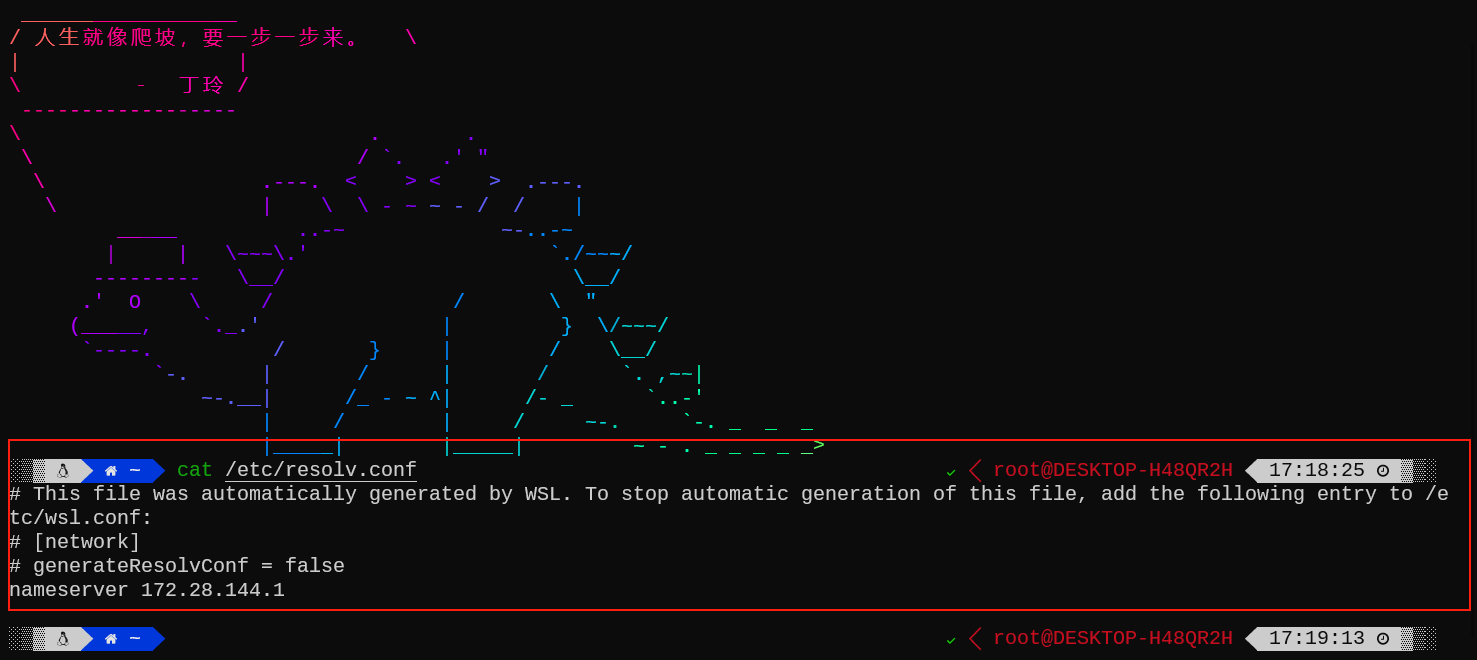 人生就像爬坡，要一步一步来。
- 丁玲
~ cat /etc/resolv.conf ✓ root@DESKTOP-H48QR2H 17:18:25
# This file was automatically generated by WSL. To stop automatic generation of this file, add the following entry to /e
tc/wsl.conf:
# [network]
# generateResolvConf = false
nameserver 172.28.144.1
~ ✓ root@DESKTOP-H48QR2H 17:19:13